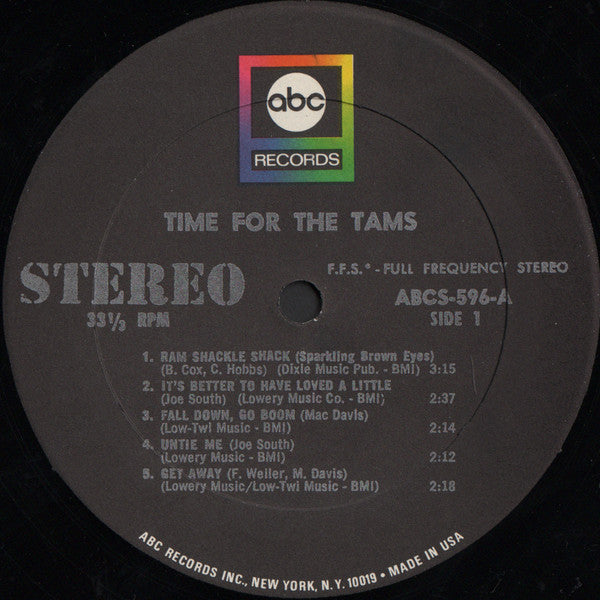 abc
RECORDS
TIME FOR THE TAMS
STEREO
33⅓ RPM
F.F.S.* - FULL FREQUENCY STEREO
ABCS-596-A
SIDE 1
1. RAM SHACKLE SHACK (Sparkling Brown Eyes)
(B. Cox, C. Hobbs) (Dixie Music Pub. - BMI) 3:15
2. IT'S BETTER TO HAVE LOVED A LITTLE
(Joe South) (Lowery Music Co. - BMI) 2:37
3. FALL DOWN, GO BOOM (Mac Davis)
(Low-Twi Music - BMI) 2:14
4. UNTIE ME (Joe South)
(Lowery Music - BMI) 2:12
5. GET AWAY (F. Weller, M. Davis)
(Lowery Music/Low-Twi Music - BMI) 2:18
ABC RECORDS INC., NEW YORK, N.Y. 10019 • MADE IN USA